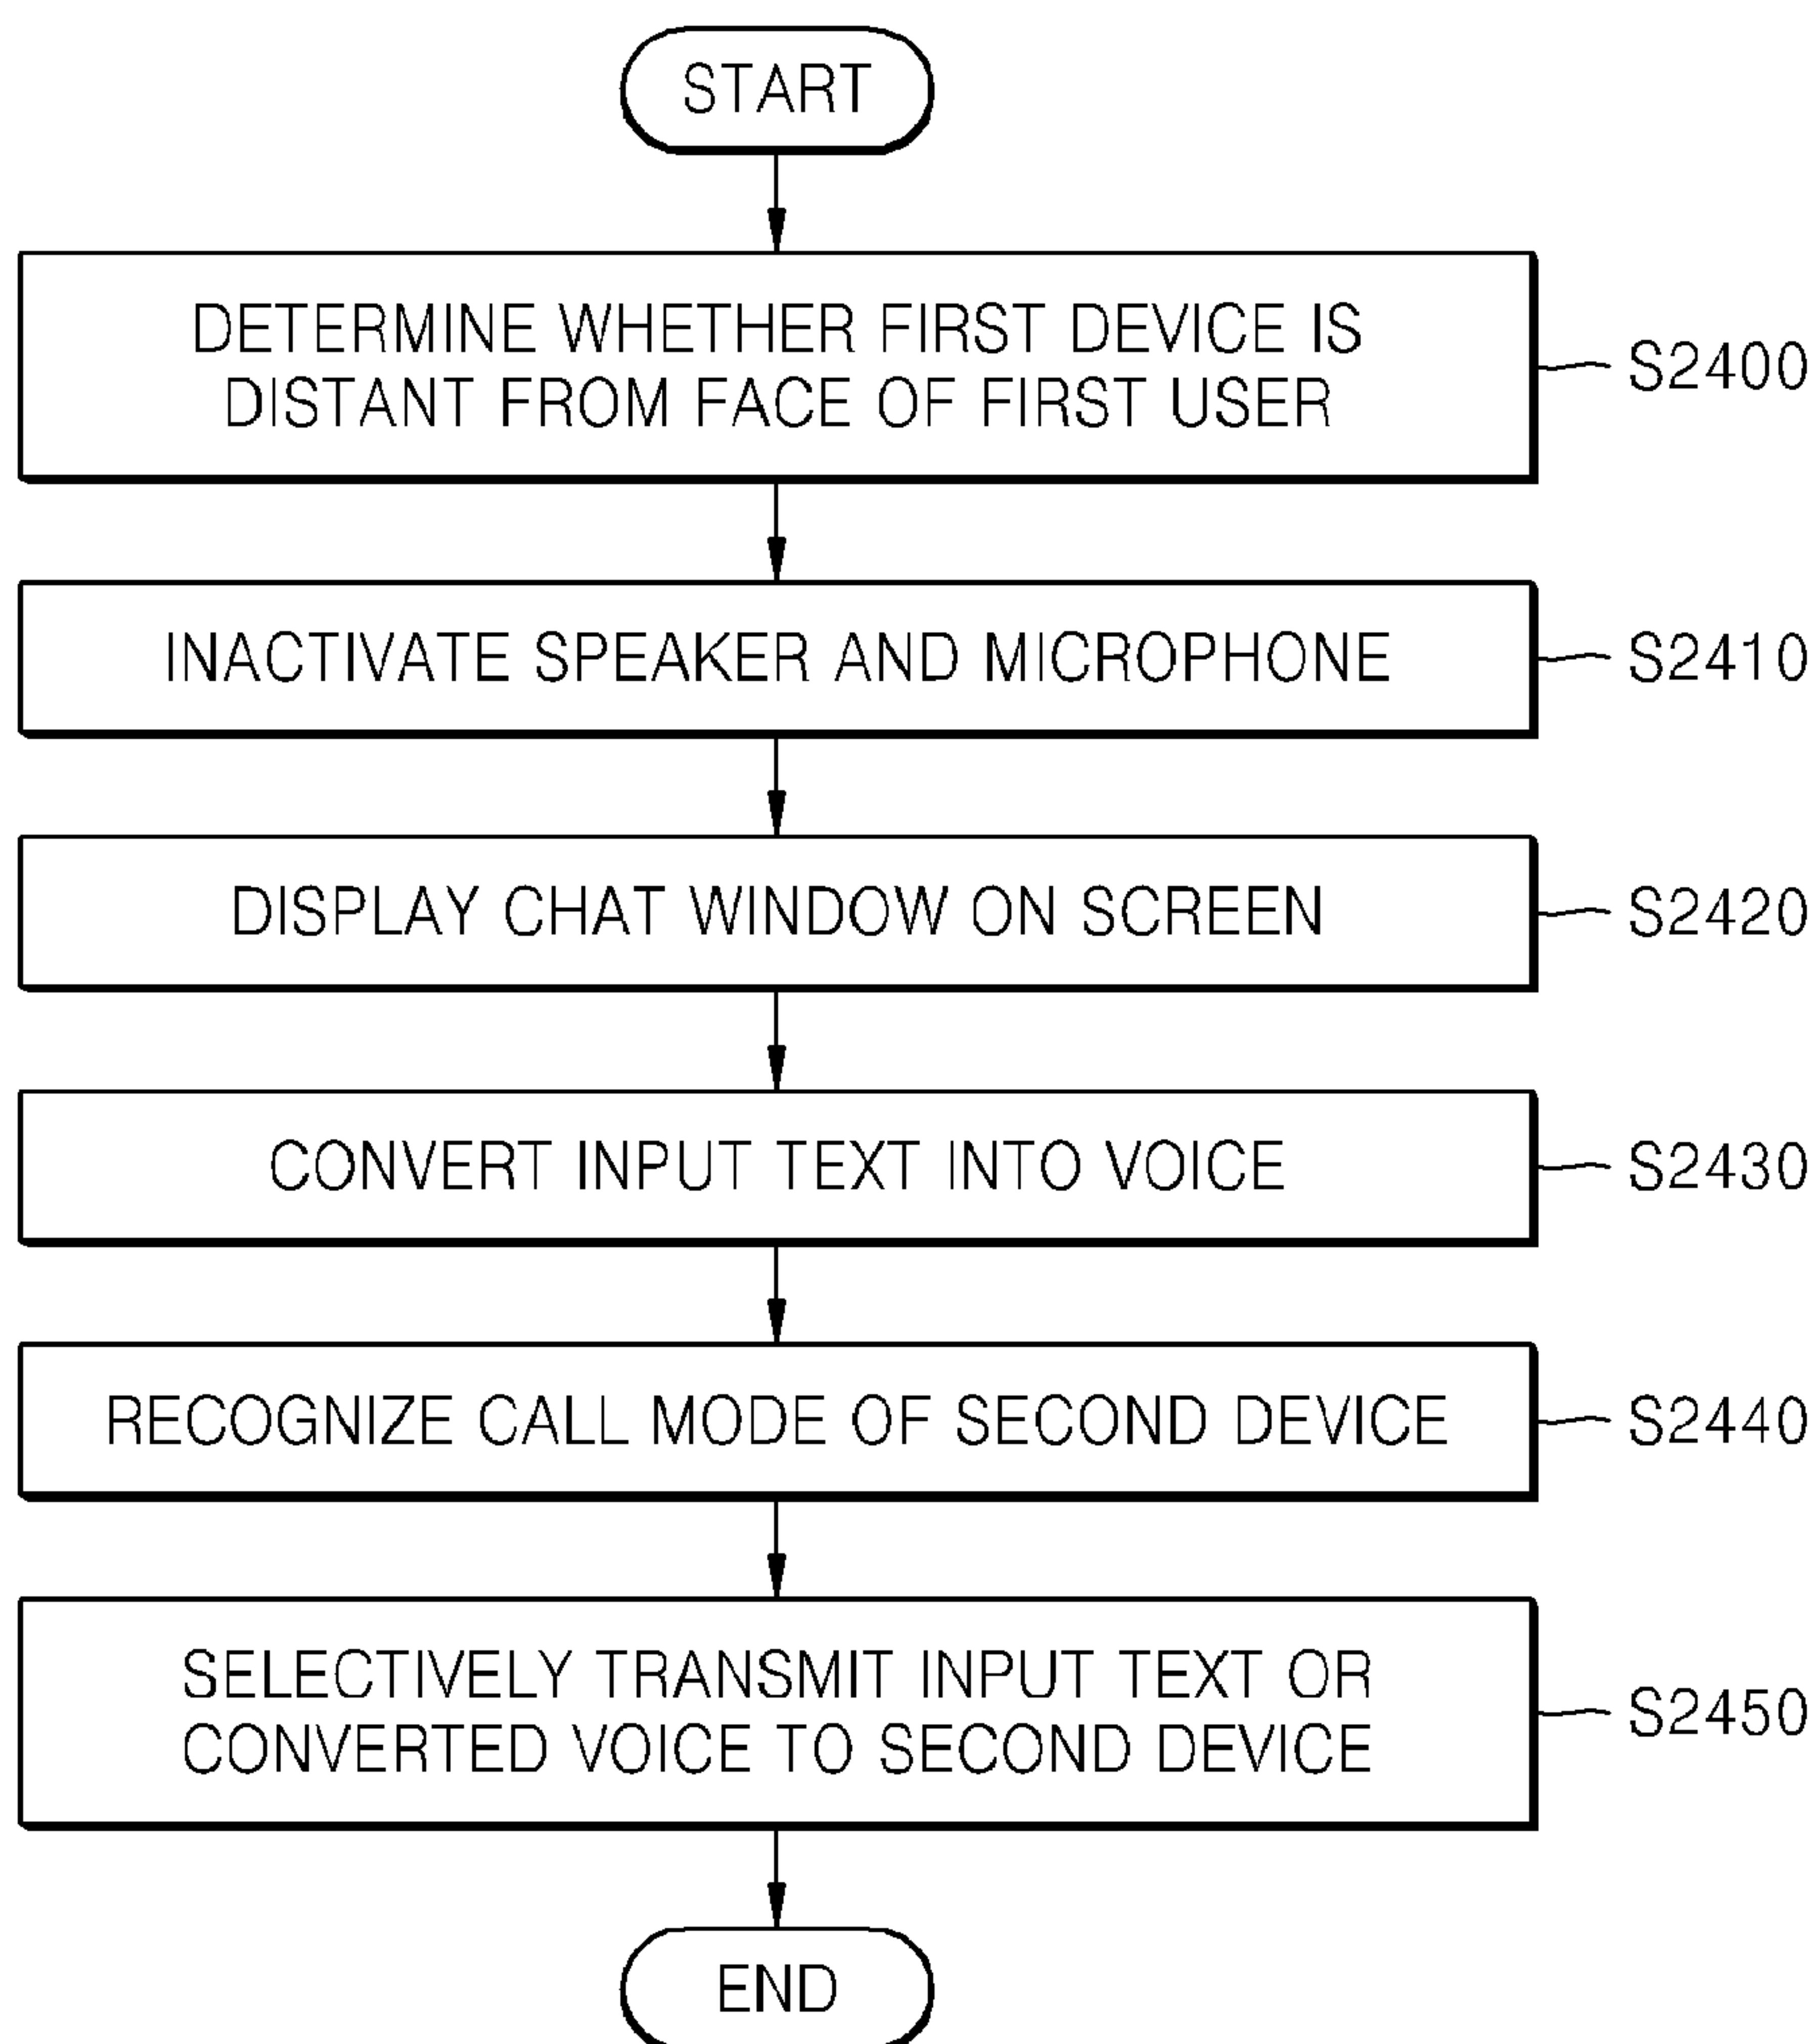 START
DETERMINE WHETHER FIRST DEVICE IS
DISTANT FROM FACE OF FIRST USER
S2400
INACTIVATE SPEAKER AND MICROPHONE
S2410
DISPLAY CHAT WINDOW ON SCREEN
S2420
CONVERT INPUT TEXT INTO VOICE
S2430
RECOGNIZE CALL MODE OF SECOND DEVICE
S2440
SELECTIVELY TRANSMIT INPUT TEXT OR
CONVERTED VOICE TO SECOND DEVICE
S2450
END